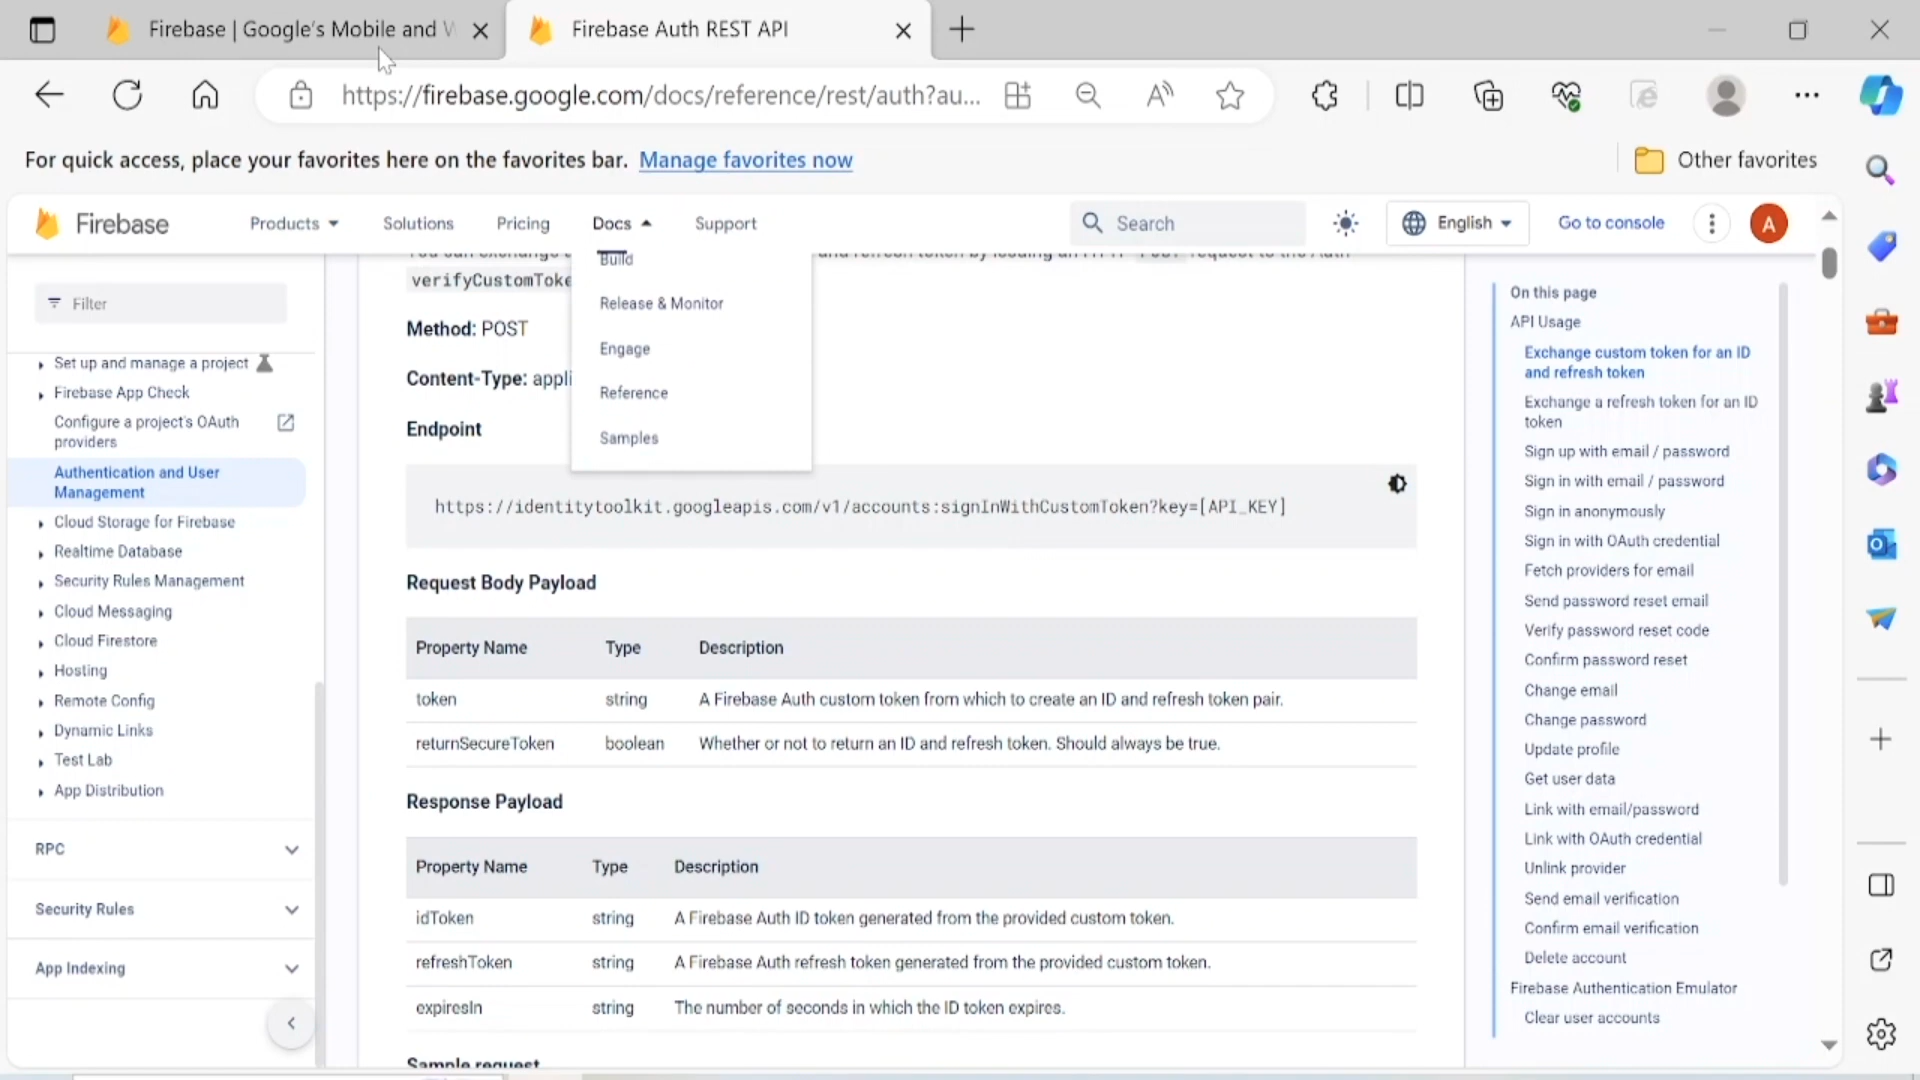 Firebase | Google's Mobile and W
Firebase Auth REST API
https://firebase.google.com/docs/reference/rest/auth?au...
For quick access, place your favorites here on the favorites bar. Manage favorites now
Other favorites
Firebase
Products
Solutions
Pricing
Docs
Support
Search
English
Go to console
A
Filter
Set up and manage a project
Firebase App Check
Configure a project's OAuth
providers
Authentication and User
Management
Cloud Storage for Firebase
Realtime Database
Security Rules Management
Cloud Messaging
Cloud Firestore
Hosting
Remote Config
Dynamic Links
Test Lab
App Distribution
RPC
Security Rules
App Indexing
Build
Release & Monitor
Engage
Reference
Samples
verifyCustomToke
Method: POST
Content-Type: appli
Endpoint
https://identitytoolkit.googleapis.com/v1/accounts:signInWithCustomToken?key=[API_KEY]
Request Body Payload
Property Name Type Description
token string A Firebase Auth custom token from which to create an ID and refresh token pair.
returnSecureToken boolean Whether or not to return an ID and refresh token. Should always be true.
Response Payload
Property Name Type Description
idToken string A Firebase Auth ID token generated from the provided custom token.
refreshToken string A Firebase Auth refresh token generated from the provided custom token.
expiresIn string The number of seconds in which the ID token expires.
Sample request
On this page
API Usage
Exchange custom token for an ID
and refresh token
Exchange a refresh token for an ID
token
Sign up with email / password
Sign in with email / password
Sign in anonymously
Sign in with OAuth credential
Fetch providers for email
Send password reset email
Verify password reset code
Confirm password reset
Change email
Change password
Update profile
Get user data
Link with email/password
Link with OAuth credential
Unlink provider
Send email verification
Confirm email verification
Delete account
Firebase Authentication Emulator
Clear user accounts